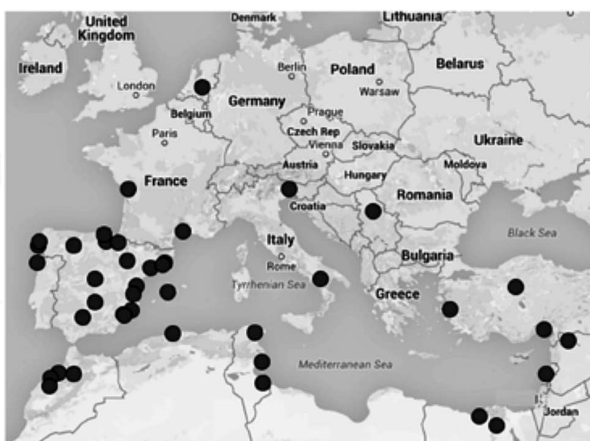 United
Kingdom
Ireland
London
Denmark
Lithuania
Berlin
Poland
Warsaw
Belarus
Germany
Belgium
Prague
Czech Rep
Paris
Vienna
Slovakia
Ukraine
Austria
Hungary
Moldova
France
Croatia
Romania
Italy
Rome
Bulgaria
Black Sea
Tyrrhenian Sea
Greece
Mediterranean Sea
Jordan